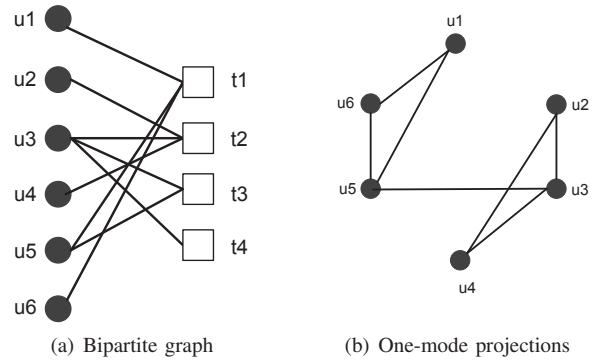 u1
u2
u3
u4
u5
u6
t1
t2
t3
t4
(a) Bipartite graph
u1
u6
u2
u5
u3
u4
(b) One-mode projections